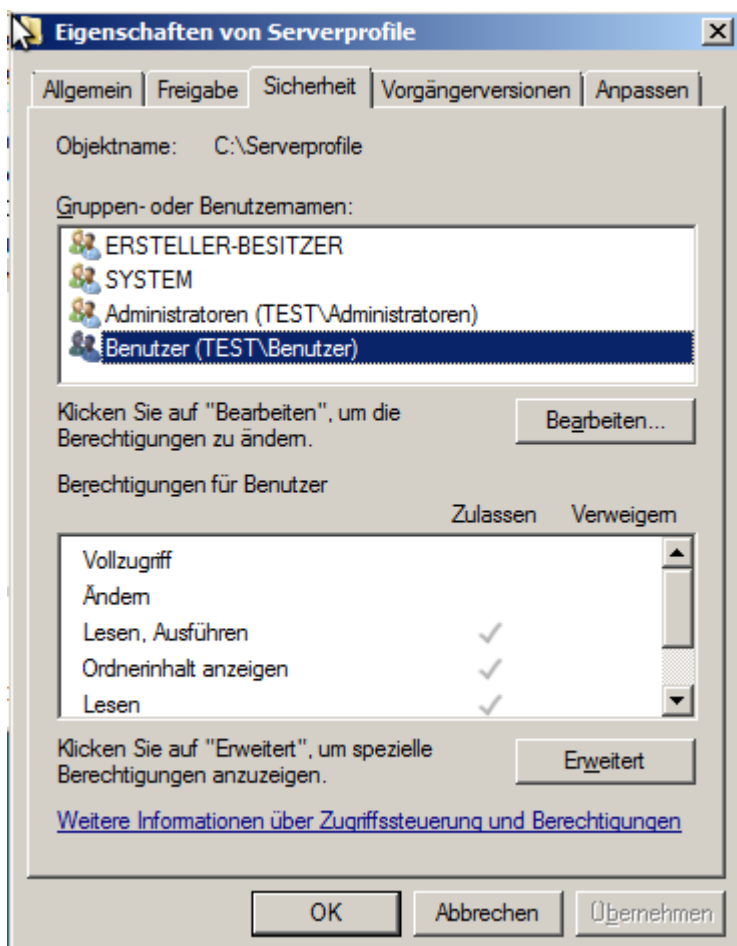 Eigenschaften von Serverprofile
Allgemein Freigabe Sicherheit Vorgängerversionen Anpassen
Objektname: C:\Serverprofile
Gruppen- oder Benutzernamen:
ERSTELLER-BESITZER
SYSTEM
Administratoren (TEST\Administratoren)
Benutzer (TEST\Benutzer)
Klicken Sie auf "Bearbeiten", um die
Berechtigungen zu ändern.
Bearbeiten...
Berechtigungen für Benutzer
Zulassen Verweigern
Vollzugriff
Ändern
Lesen, Ausführen
Ordnerinhalt anzeigen
Lesen
Klicken Sie auf "Erweitert", um spezielle
Berechtigungen anzuzeigen.
Erweitert
Weitere Informationen über Zugriffssteuerung und Berechtigungen
OK Abbrechen Übernehmen